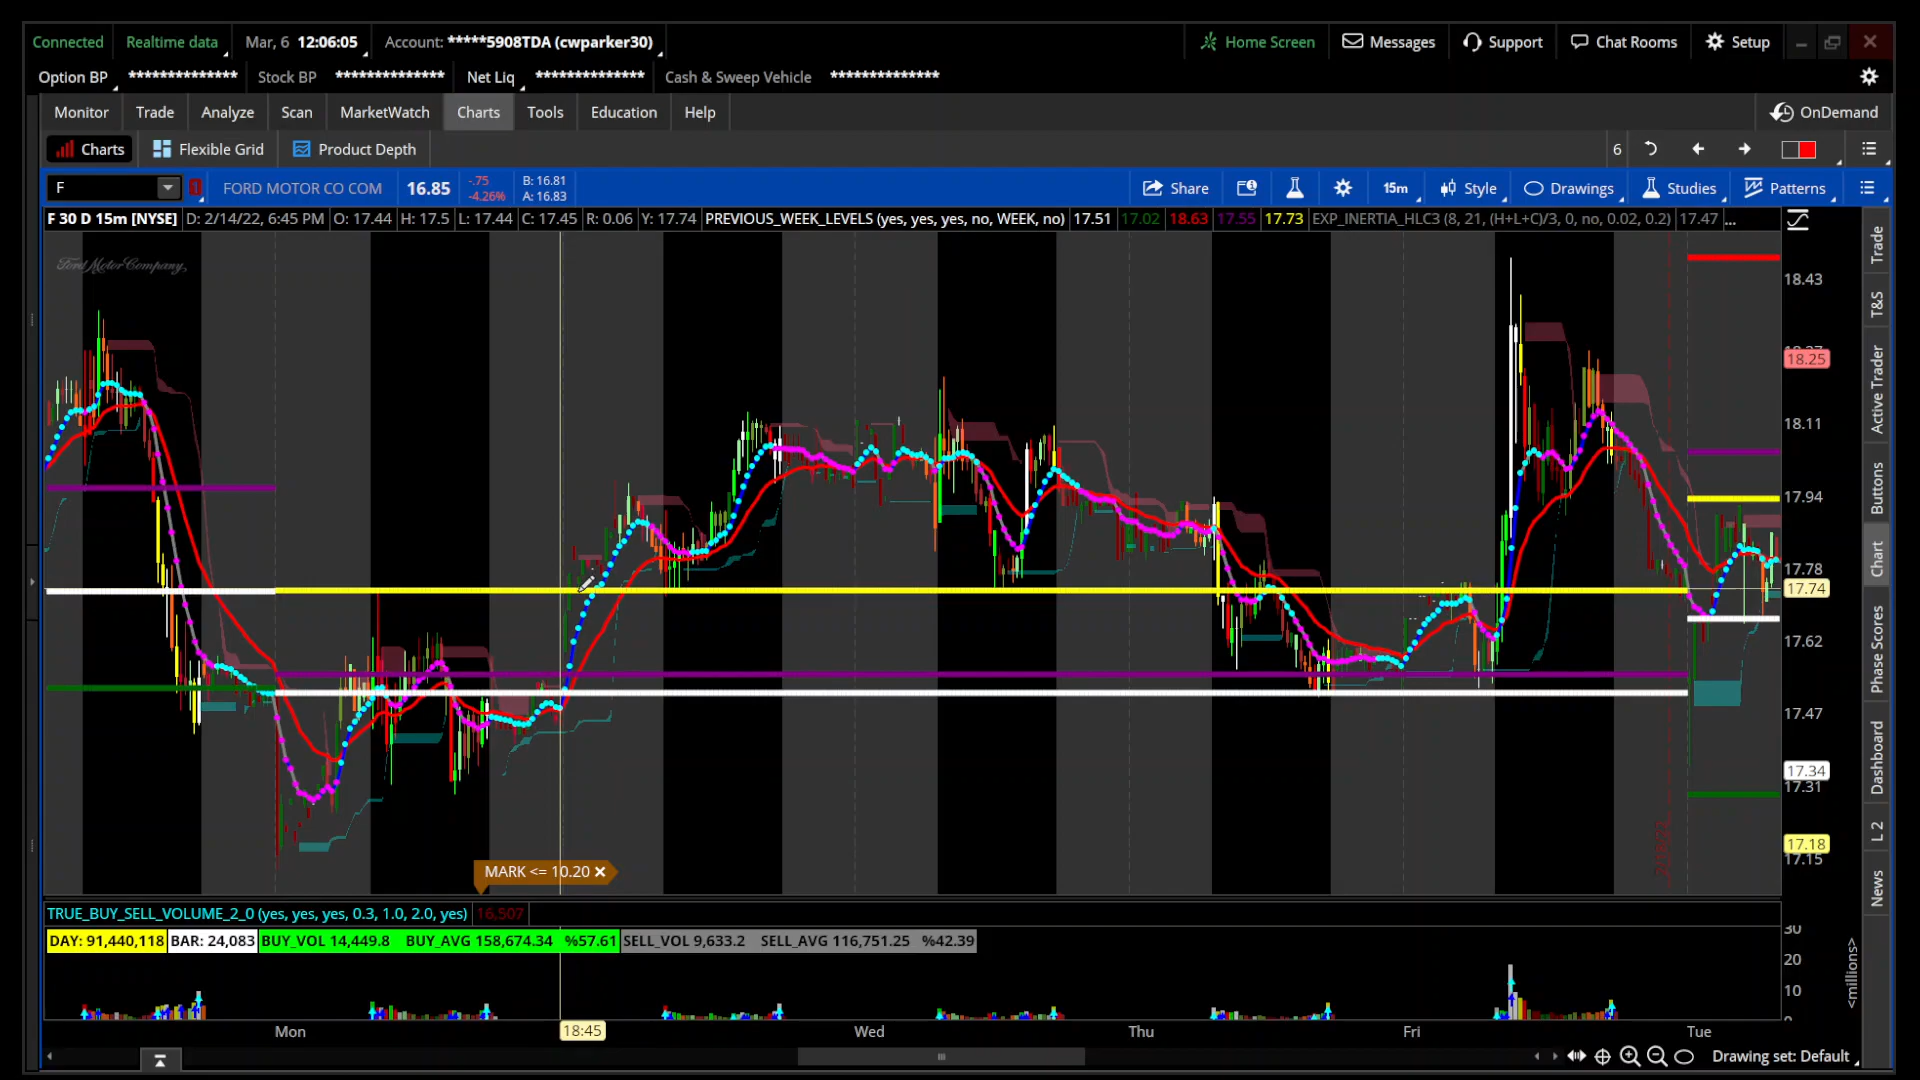 Connected Realtime data Mar, 6 12:06:05 Account: *****5908TDA (cwparker30) Home Screen Messages Support Chat Rooms Setup
Option BP ************** Stock BP ************** Net Liq ************** Cash & Sweep Vehicle **************
Monitor Trade Analyze Scan MarketWatch Charts Tools Education Help OnDemand
Charts Flexible Grid Product Depth 6
F FORD MOTOR CO COM 16.85 -.75 -4.26% B: 16.81 A: 16.83 Share 15m Style Drawings Studies Patterns
F 30 D 15m [NYSE] D: 2/14/22, 6:45 PM O: 17.44 H: 17.5 L: 17.44 C: 17.45 R: 0.06 Y: 17.74 PREVIOUS_WEEK_LEVELS (yes, yes, yes, no, WEEK, no) 17.51 17.02 18.63 17.55 17.73 EXP_INERTIA_HLC3 (8, 21, (H+L+C)/3, 0, no, 0.02, 0.2) 17.47 ...
Ford Motor Company
18.43
18.25
18.11
17.94
17.78
17.74
17.62
17.47
17.34
17.31
17.18
17.15
Trade
T&S
Active Trader
Buttons
Chart
Phase Scores
Dashboard
L 2
News
MARK <= 10.20
TRUE_BUY_SELL_VOLUME_2_0 (yes, yes, yes, 0.3, 1.0, 2.0, yes) 16,507
DAY: 91,440,118 BAR: 24,083 BUY_VOL 14,449.8 BUY_AVG 158,674.34 %57.61 SELL_VOL 9,633.2 SELL_AVG 116,751.25 %42.39
30
20
10
<millions>
Mon 18:45 Wed Thu Fri Tue
Drawing set: Default